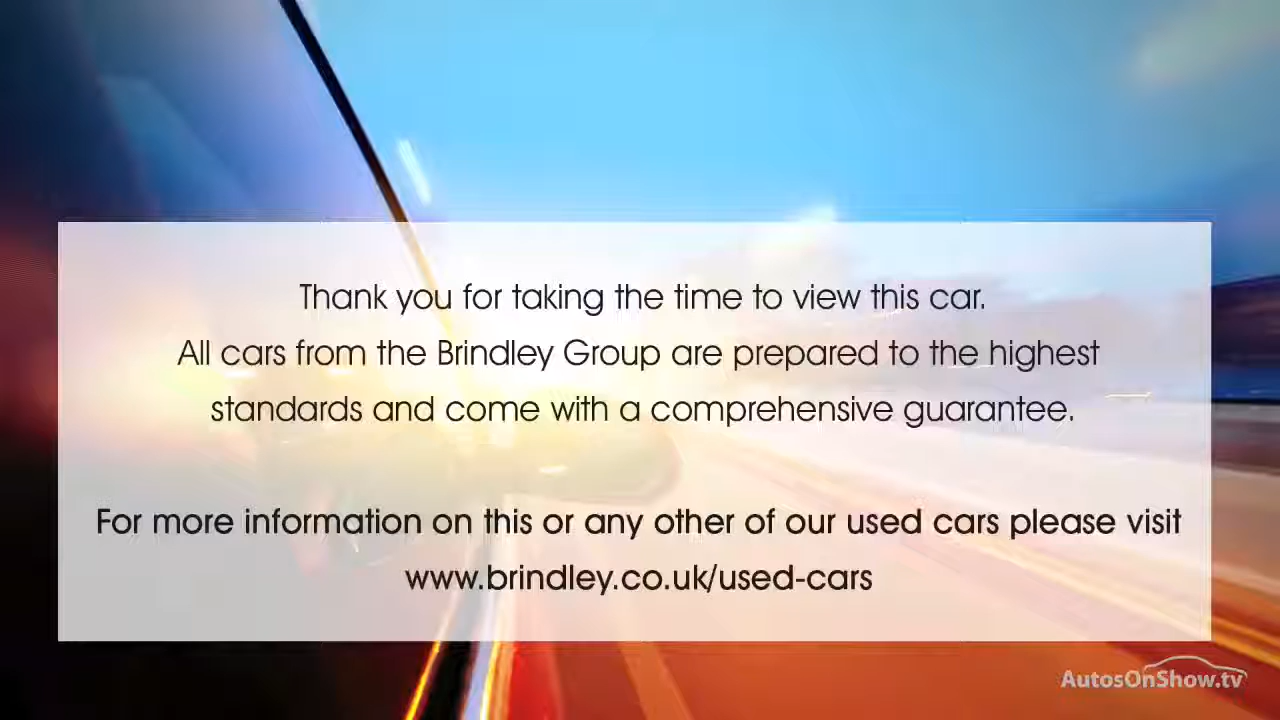 Thank you for taking the time to view this car.
All cars from the Brindley Group are prepared to the highest
standards and come with a comprehensive guarantee.
For more information on this or any other of our used cars please visit
www.brindley.co.uk/used-cars
AutosOnShow.tv